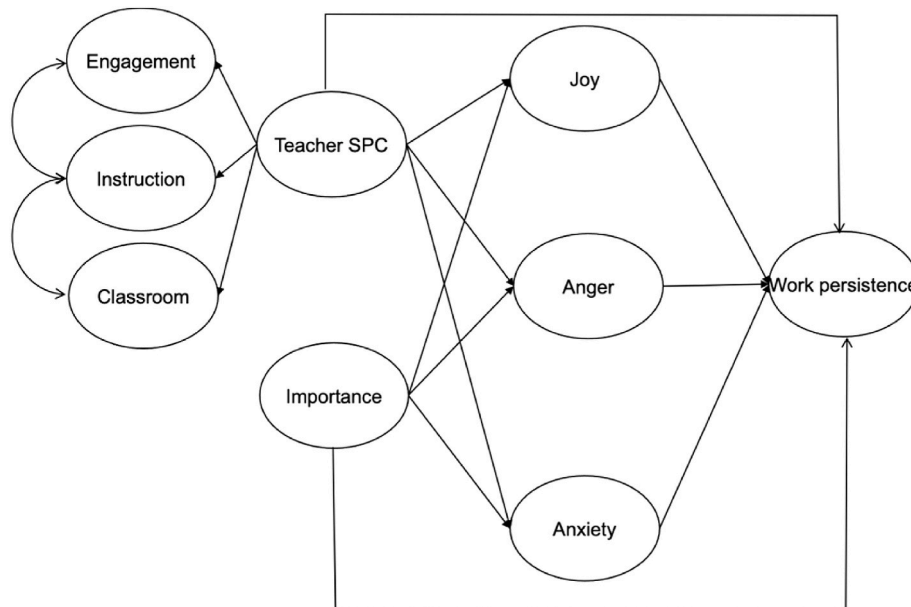 Engagement
Instruction
Classroom
Teacher SPC
Importance
Joy
Anger
Anxiety
Work persistence